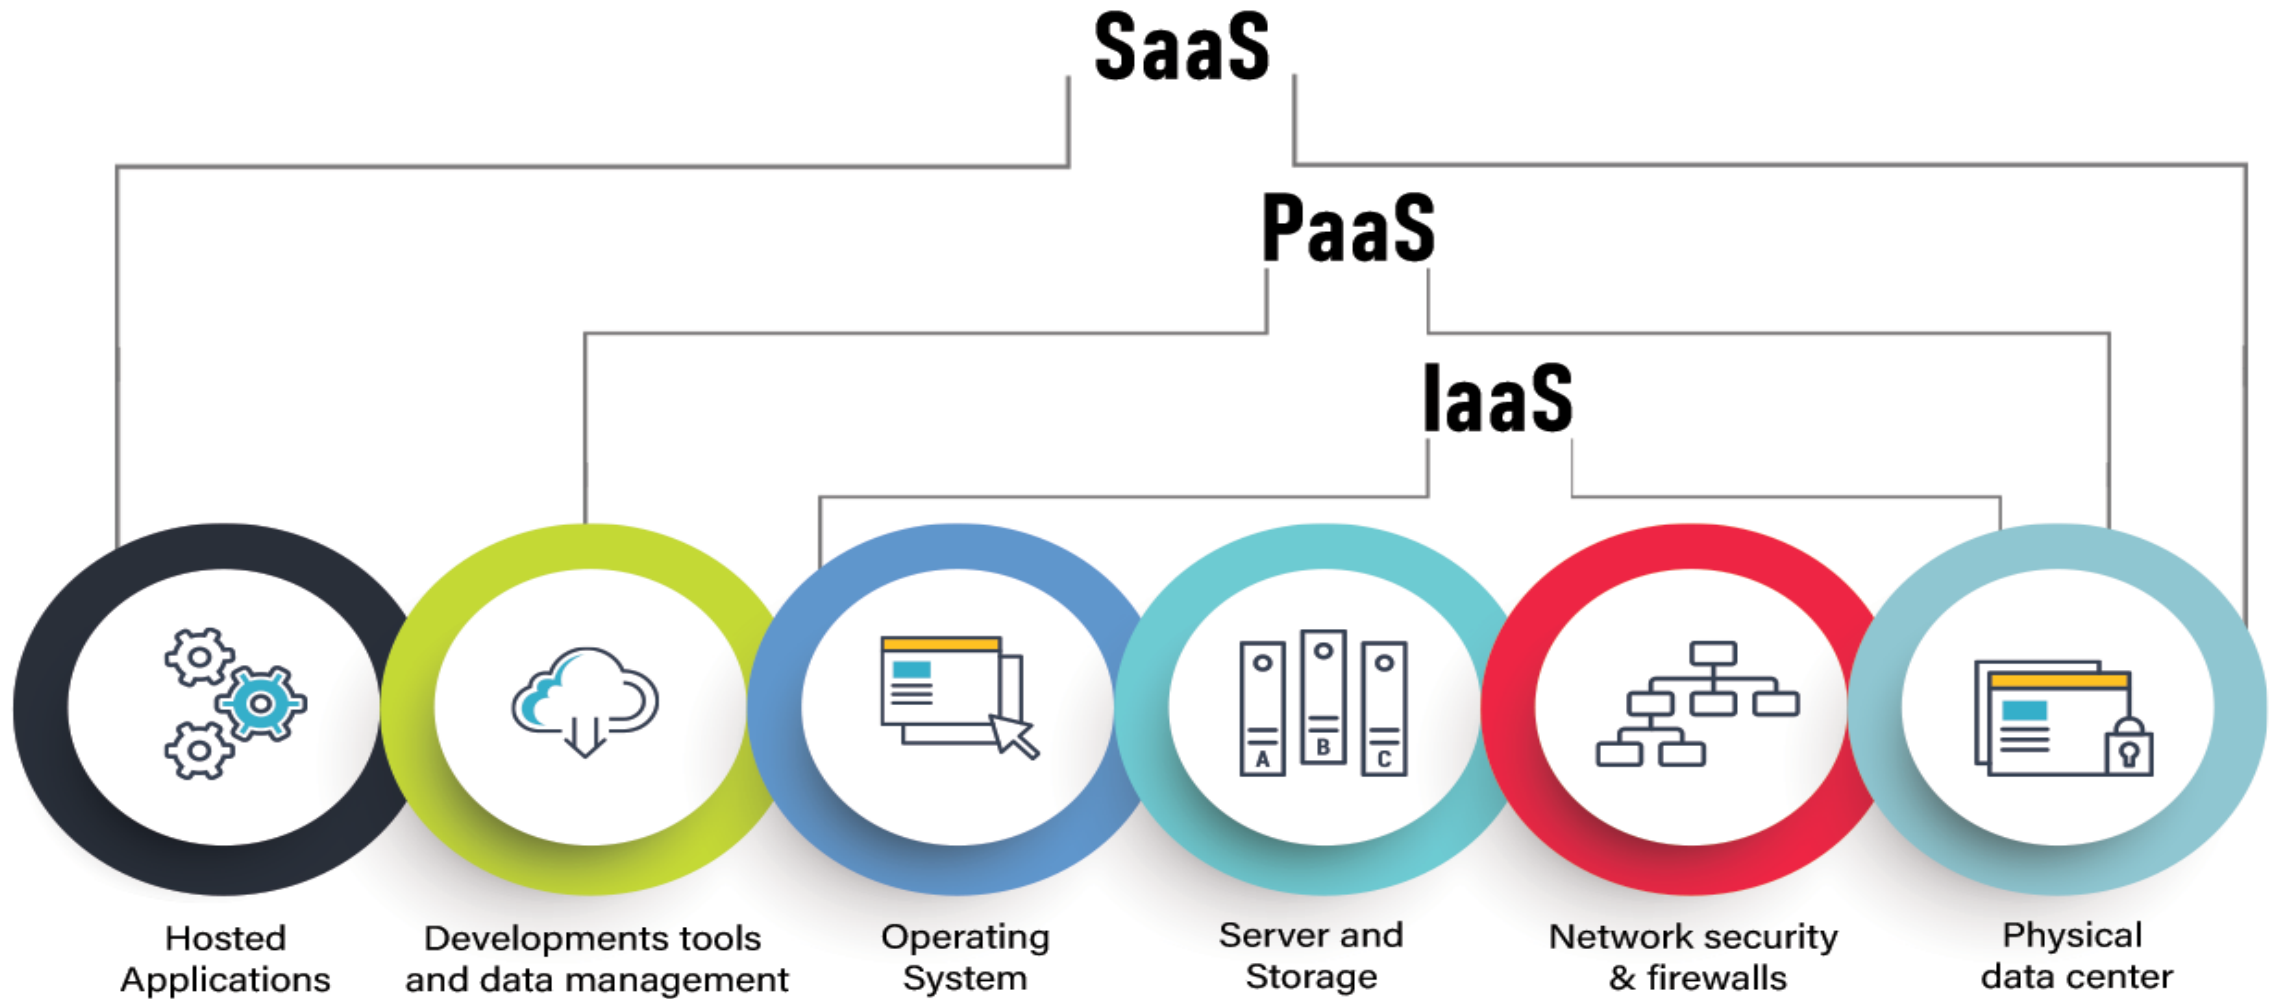 SaaS
PaaS
IaaS
A
B
C
Hosted
Applications
Developments tools
and data management
Operating
System
Server and
Storage
Network security
& firewalls
Physical
data center